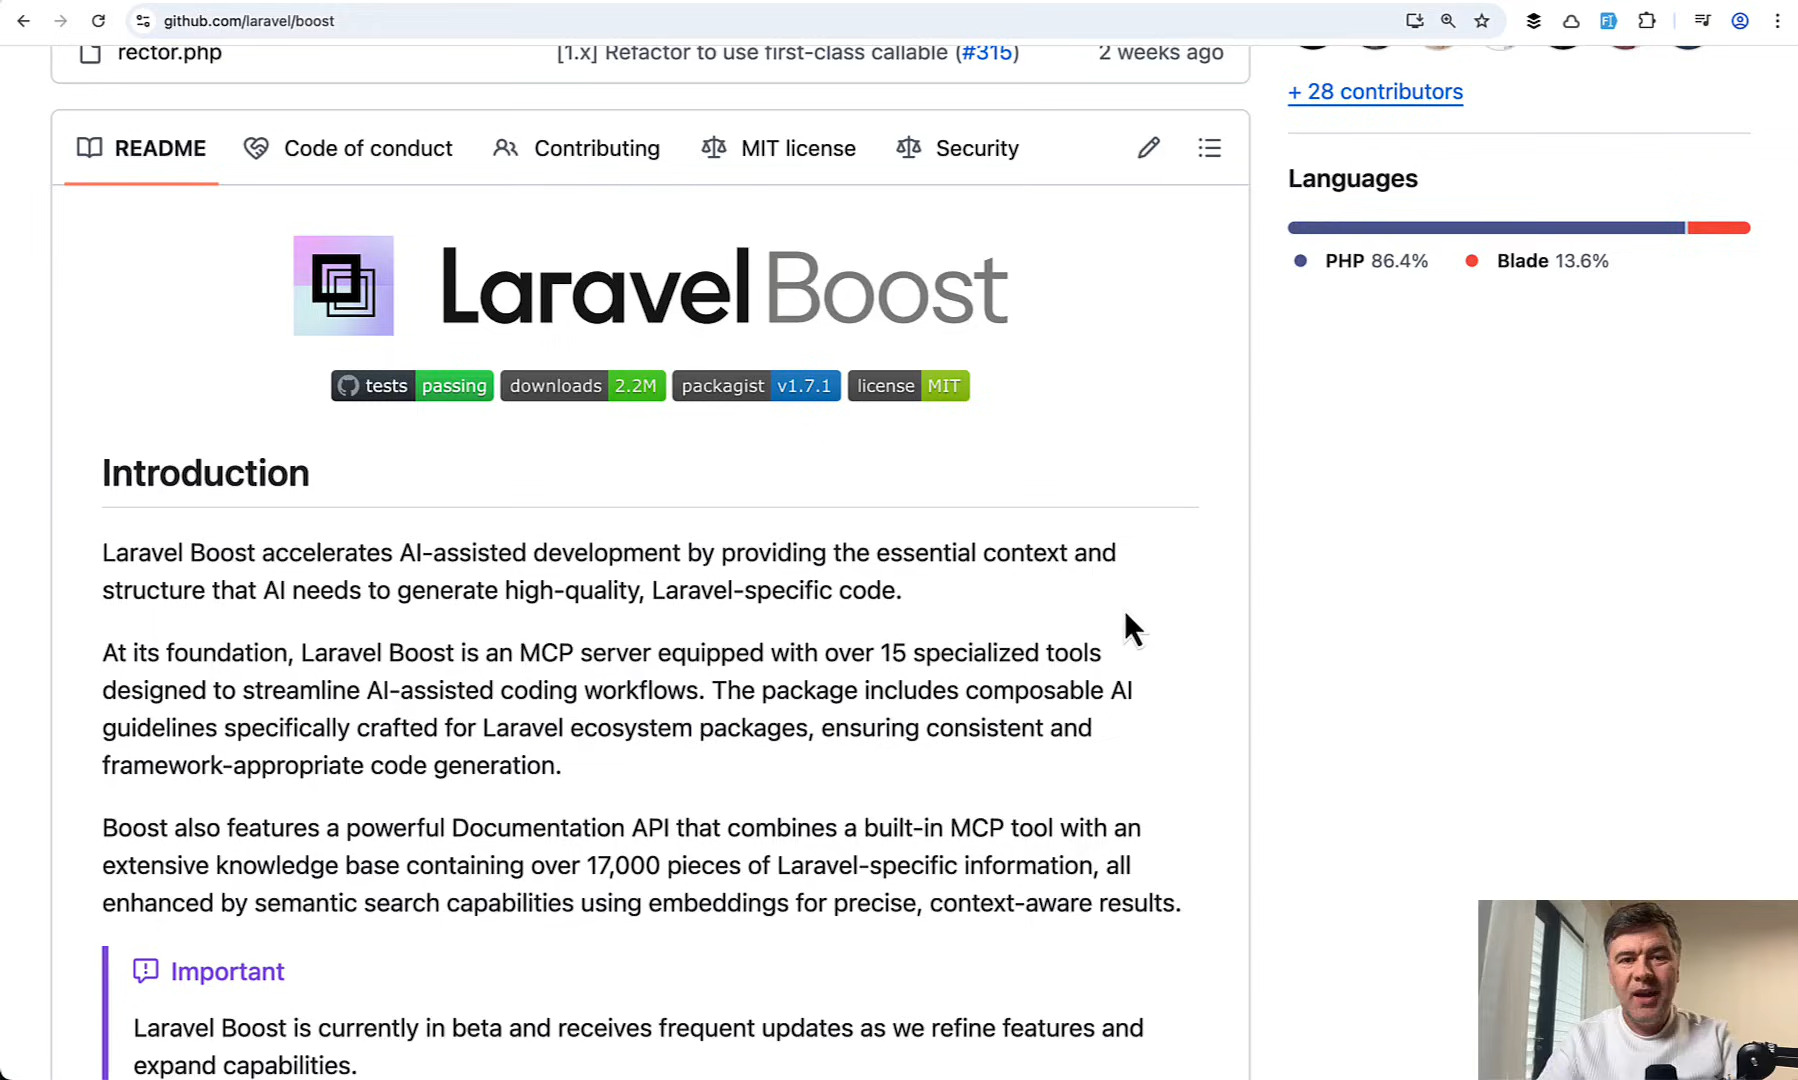 github.com/laravel/boost
rector.php
[1.x] Refactor to use first-class callable (#315)
2 weeks ago
+ 28 contributors
README
Code of conduct
Contributing
MIT license
Security
Languages
PHP 86.4%
Blade 13.6%
Laravel Boost
tests passing
downloads 2.2M
packagist v1.7.1
license MIT
Introduction
Laravel Boost accelerates AI-assisted development by providing the essential context and
structure that AI needs to generate high-quality, Laravel-specific code.
At its foundation, Laravel Boost is an MCP server equipped with over 15 specialized tools
designed to streamline AI-assisted coding workflows. The package includes composable AI
guidelines specifically crafted for Laravel ecosystem packages, ensuring consistent and
framework-appropriate code generation.
Boost also features a powerful Documentation API that combines a built-in MCP tool with an
extensive knowledge base containing over 17,000 pieces of Laravel-specific information, all
enhanced by semantic search capabilities using embeddings for precise, context-aware results.
Important
Laravel Boost is currently in beta and receives frequent updates as we refine features and
expand capabilities.